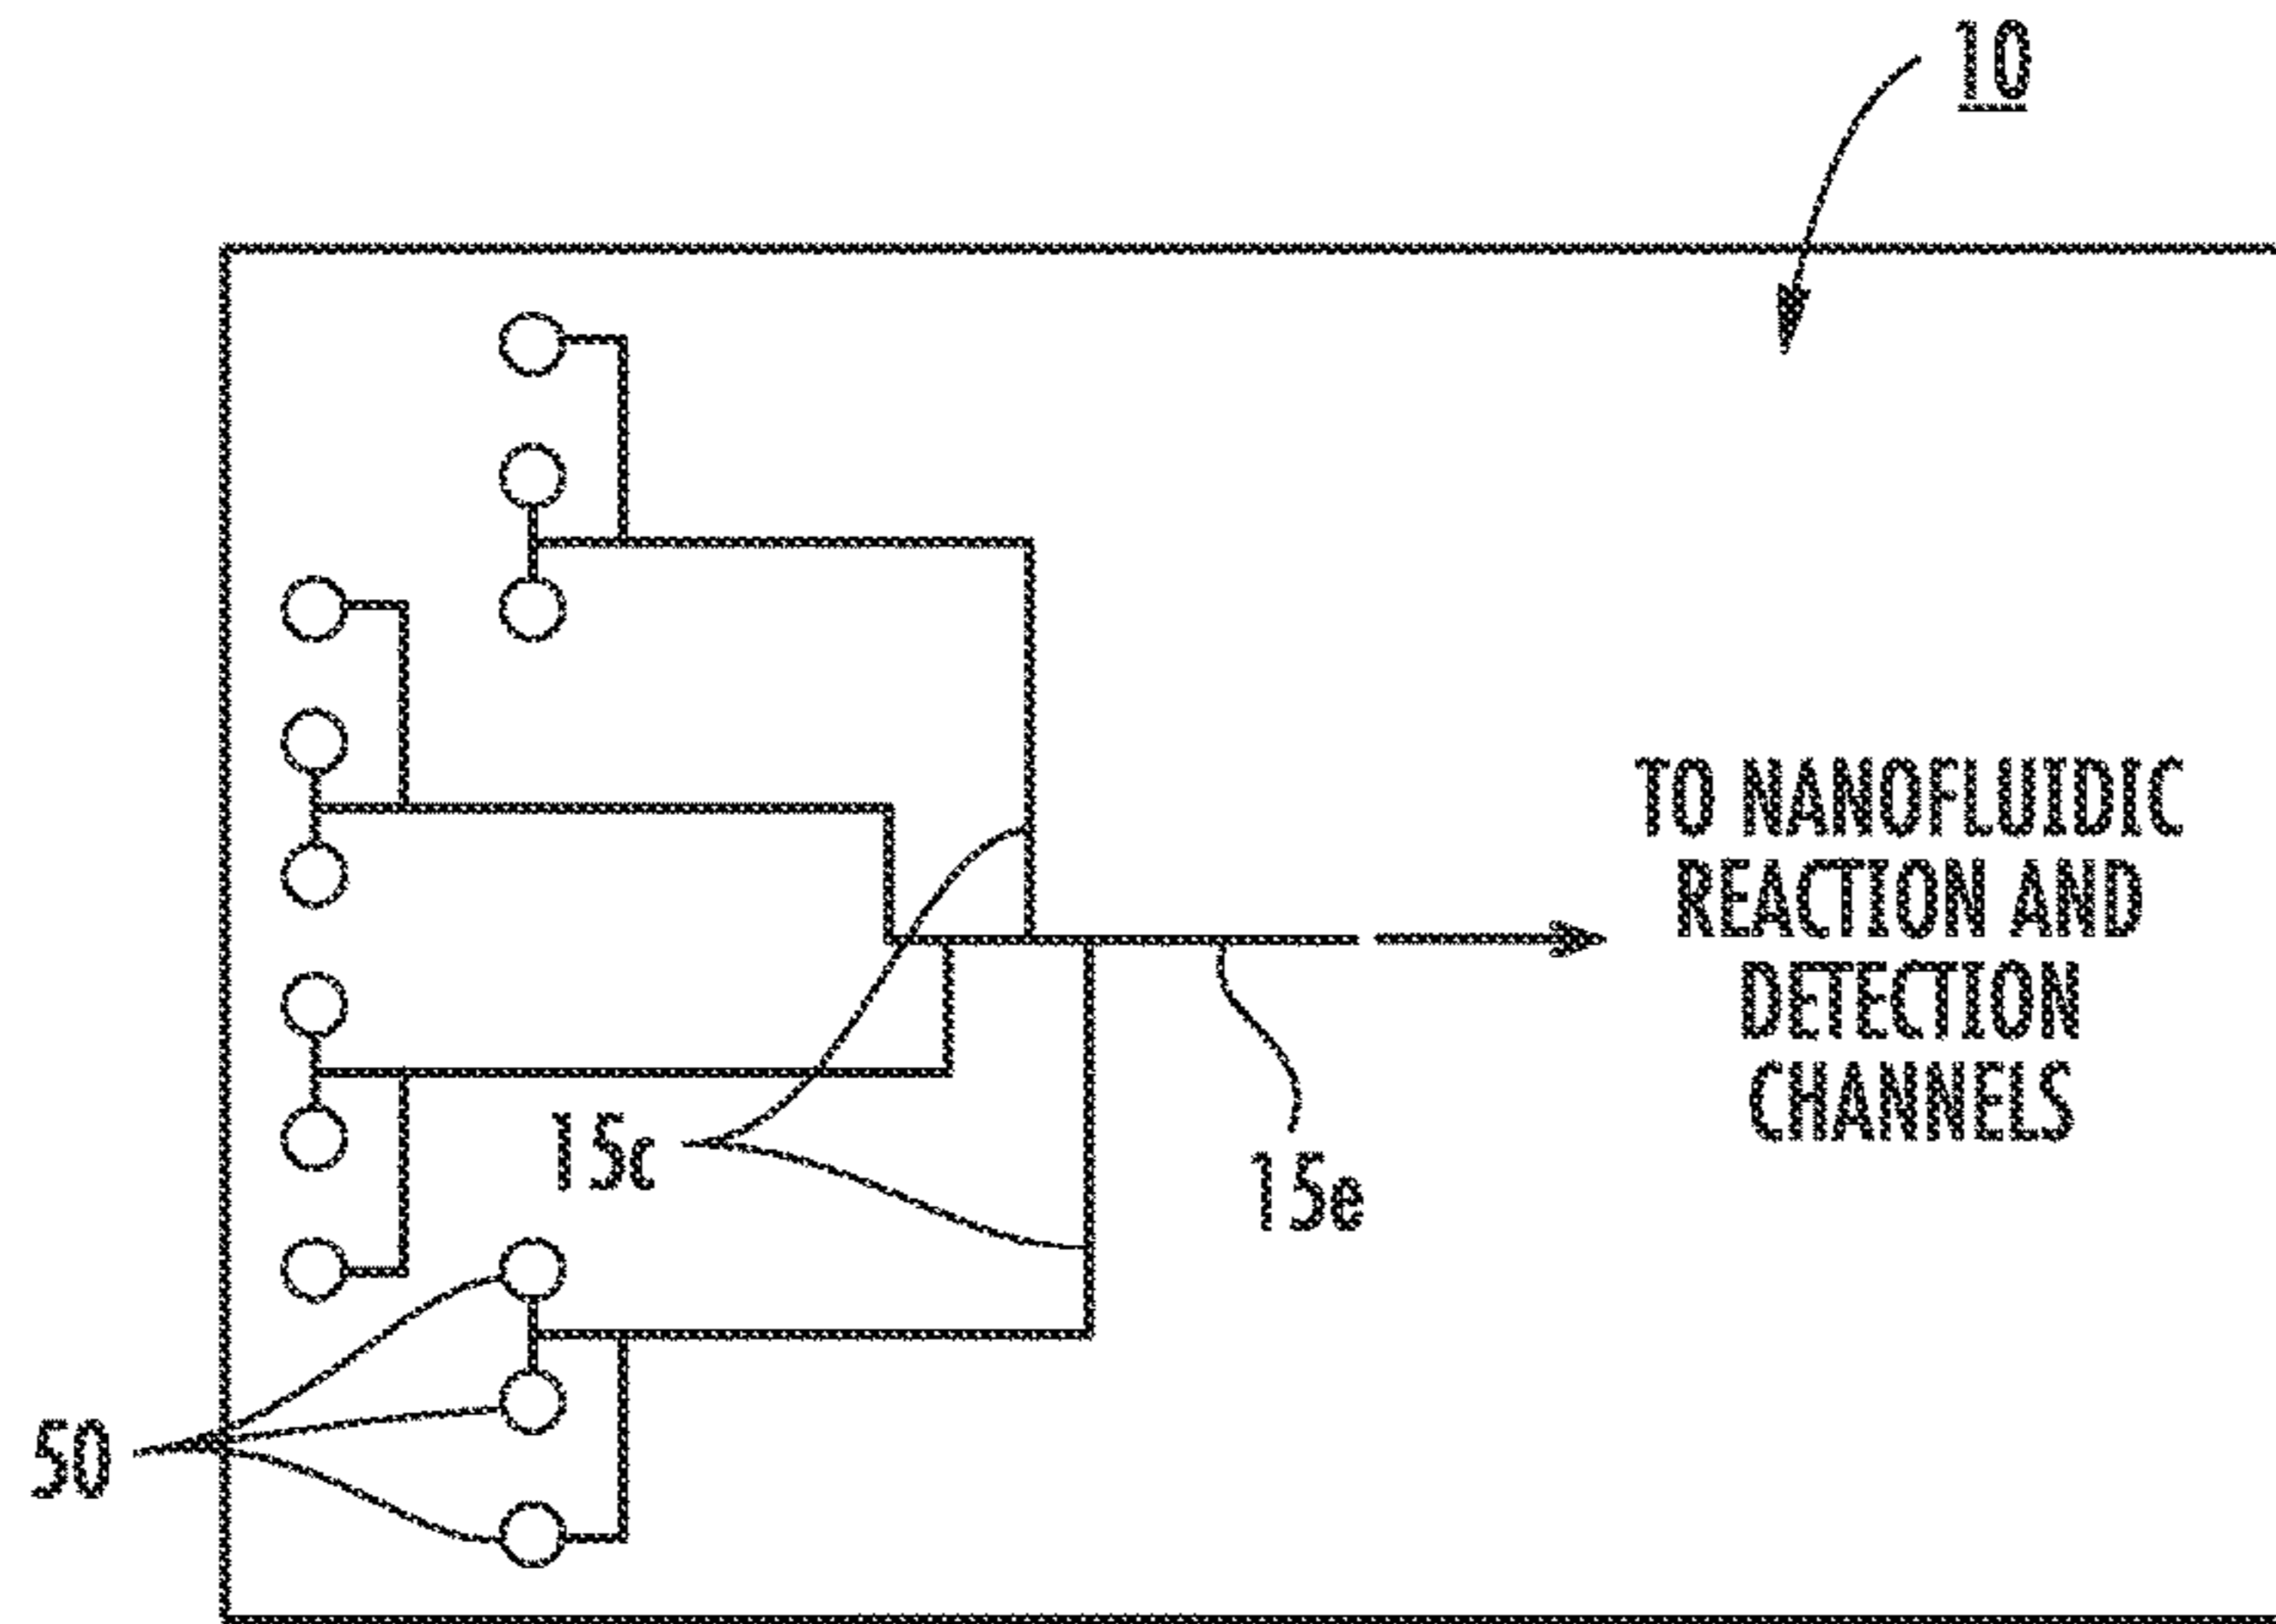 10
TO NANOFLUIDIC
REACTION AND
DETECTION
CHANNELS
15c
15e
50